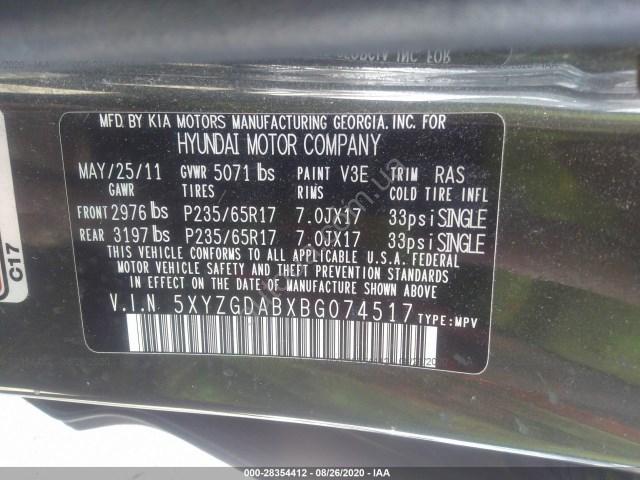 MFD. BY KIA MOTORS MANUFACTURING GEORGIA. INC. FOR
HYUNDAI MOTOR COMPANY
MAY/25/11 GVWR 5071 lbs PAINT V3E TRIM RAS
GAWR TIRES RIMS COLD TIRE INFL
FRONT 2976 lbs P235/65R17 7.0JX17 33psi SINGLE
REAR 3197 lbs P235/65R17 7.0JX17 33psi SINGLE
THIS VEHICLE CONFORMS TO ALL APPLICABLE U.S.A. FEDERAL
MOTOR VEHICLE SAFETY AND THEFT PREVENTION STANDARDS
IN EFFECT ON THE DATE OF MANUFACTURE SHOWN ABOVE.
V.I.N. 5XYZGDABXBG074517 TYPE: MPV
C17
000-28354412 - 08/26/2020 - IAA